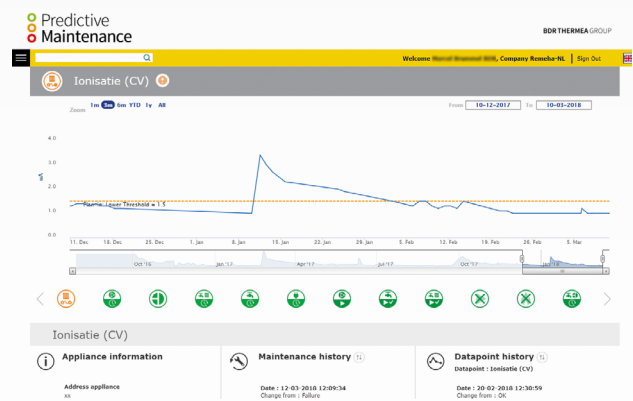 Predictive
Maintenance
BDR THERMEA GROUP
Welcome , Company Remeha-NL | Sign Out
Ionisatie (CV)
Zoom 1m 3m 6m YTD 1y All
From 10-12-2017 To 10-03-2018
4.0
3.0
µA
2.0
Plasma: Lower Threshold = 1.5
1.0
0.0
11. Dec 18. Dec 25. Dec 1. Jan 8. Jan 15. Jan 22. Jan 29. Jan 5. Feb 12. Feb 19. Feb 26. Feb 5. Mar
Oct '16 Jan '17 Apr '17 Jul '17 Oct '17 Jan '18
Ionisatie (CV)
Appliance information
Address appliance
xx
Maintenance history
Date : 12-03-2018 12:09:34
Change from : Failure
Datapoint history
Datapoint : Ionisatie (CV)
Date : 20-02-2018 12:30:59
Change from : OK